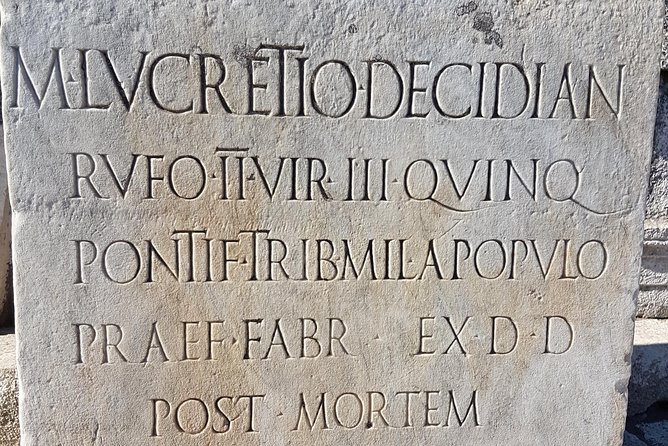 M·LVCRETIO·DECIDIAN
RVFO·II·VIR·III·QVINQ
PONTIF·TRIB·MIL·A·POPVLO
PRAEF·FABR· EX·D·D
POST·MORTEM